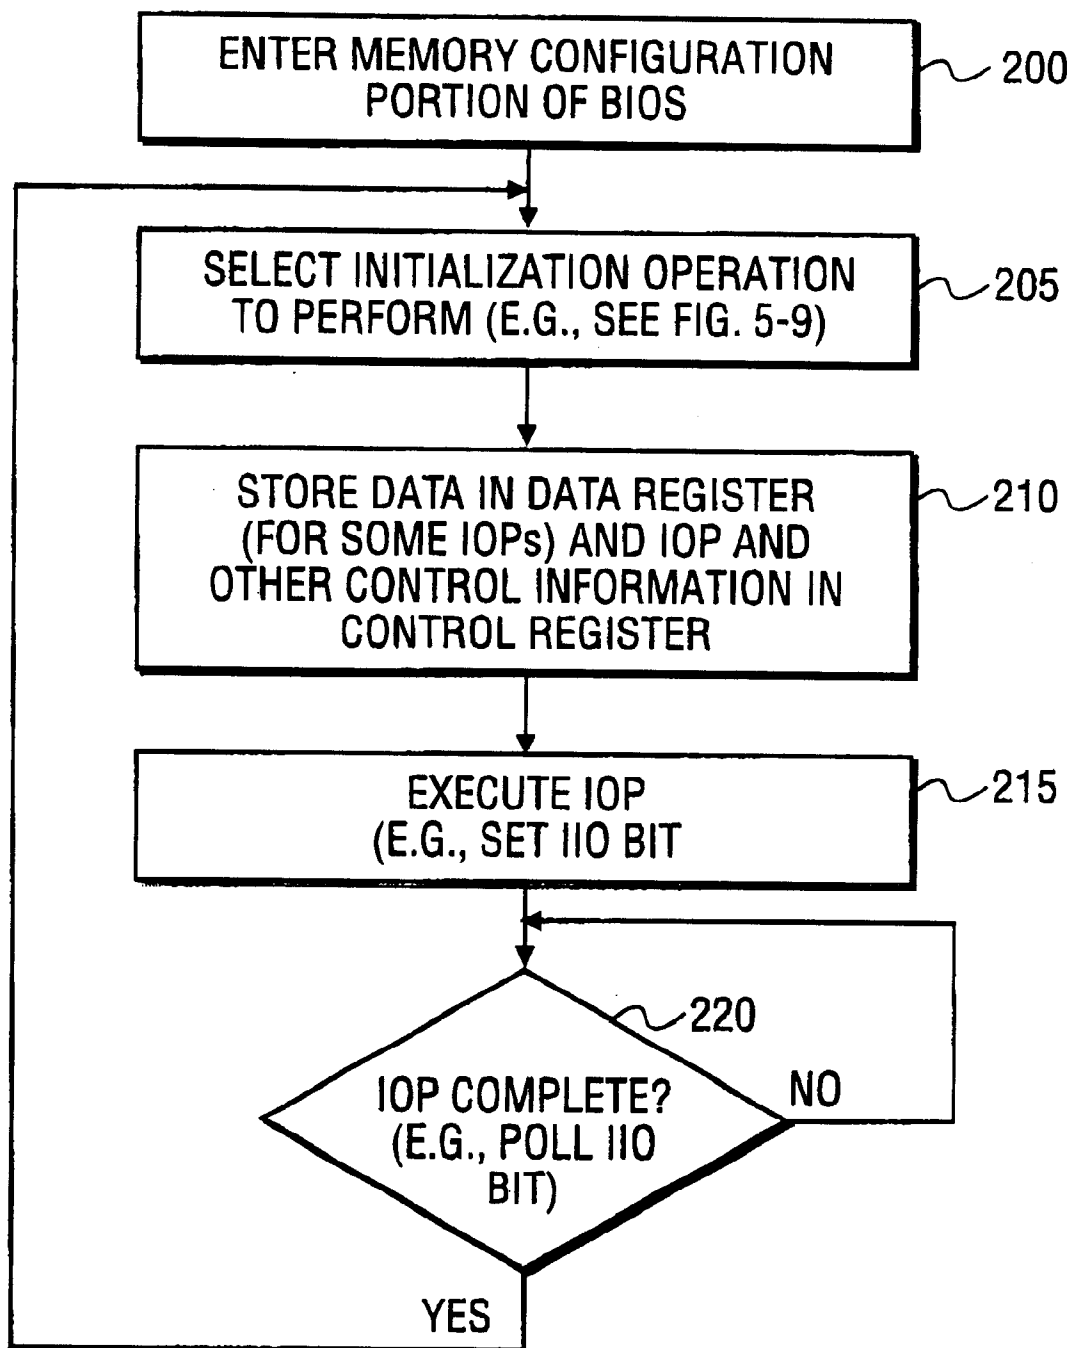 ENTER MEMORY CONFIGURATION
PORTION OF BIOS
200
SELECT INITIALIZATION OPERATION
TO PERFORM (E.G., SEE FIG. 5-9)
205
STORE DATA IN DATA REGISTER
(FOR SOME IOPs) AND IOP AND
OTHER CONTROL INFORMATION IN
CONTROL REGISTER
210
EXECUTE IOP
(E.G., SET IIO BIT
215
220
IOP COMPLETE?
(E.G., POLL IIO
BIT)
NO
YES